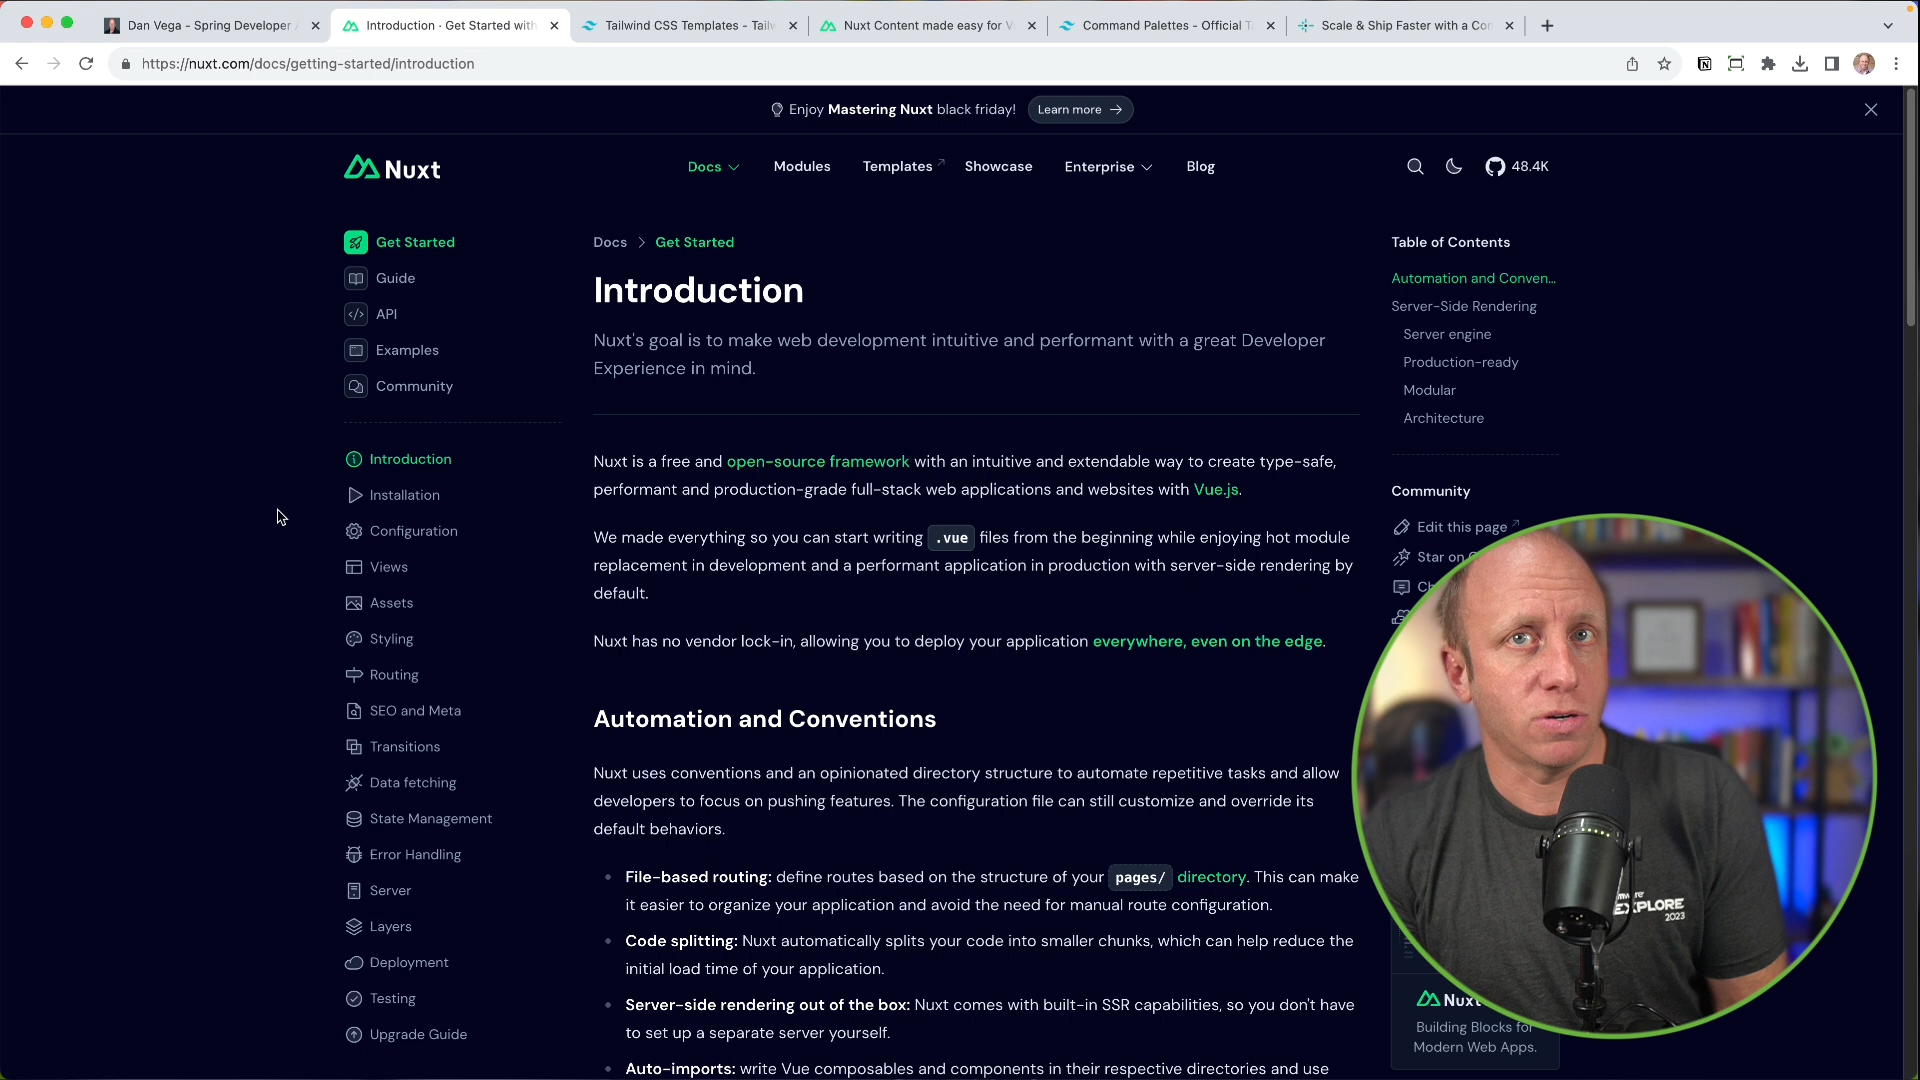 Dan Vega - Spring Developer A
Introduction · Get Started with
Tailwind CSS Templates - Tailw
Nuxt Content made easy for V
Command Palettes - Official Ta
Scale & Ship Faster with a Con
https://nuxt.com/docs/getting-started/introduction
Enjoy Mastering Nuxt black friday!
Learn more →
Nuxt
Docs
Modules
Templates
Showcase
Enterprise
Blog
48.4K
Get Started
Guide
API
Examples
Community
Introduction
Installation
Configuration
Views
Assets
Styling
Routing
SEO and Meta
Transitions
Data fetching
State Management
Error Handling
Server
Layers
Deployment
Testing
Upgrade Guide
Docs > Get Started
Introduction
Nuxt's goal is to make web development intuitive and performant with a great Developer
Experience in mind.
Nuxt is a free and open-source framework with an intuitive and extendable way to create type-safe,
performant and production-grade full-stack web applications and websites with Vue.js.
We made everything so you can start writing .vue files from the beginning while enjoying hot module
replacement in development and a performant application in production with server-side rendering by
default.
Nuxt has no vendor lock-in, allowing you to deploy your application everywhere, even on the edge.
Automation and Conventions
Nuxt uses conventions and an opinionated directory structure to automate repetitive tasks and allow
developers to focus on pushing features. The configuration file can still customize and override its
default behaviors.
• File-based routing: define routes based on the structure of your pages/ directory. This can make
it easier to organize your application and avoid the need for manual route configuration.
• Code splitting: Nuxt automatically splits your code into smaller chunks, which can help reduce the
initial load time of your application.
• Server-side rendering out of the box: Nuxt comes with built-in SSR capabilities, so you don't have
to set up a separate server yourself.
• Auto-imports: write Vue composables and components in their respective directories and use
Table of Contents
Automation and Conven...
Server-Side Rendering
Server engine
Production-ready
Modular
Architecture
Community
Edit this page
Star on
EXPLORE
2023
Nuxt
Building Blocks for
Modern Web Apps.